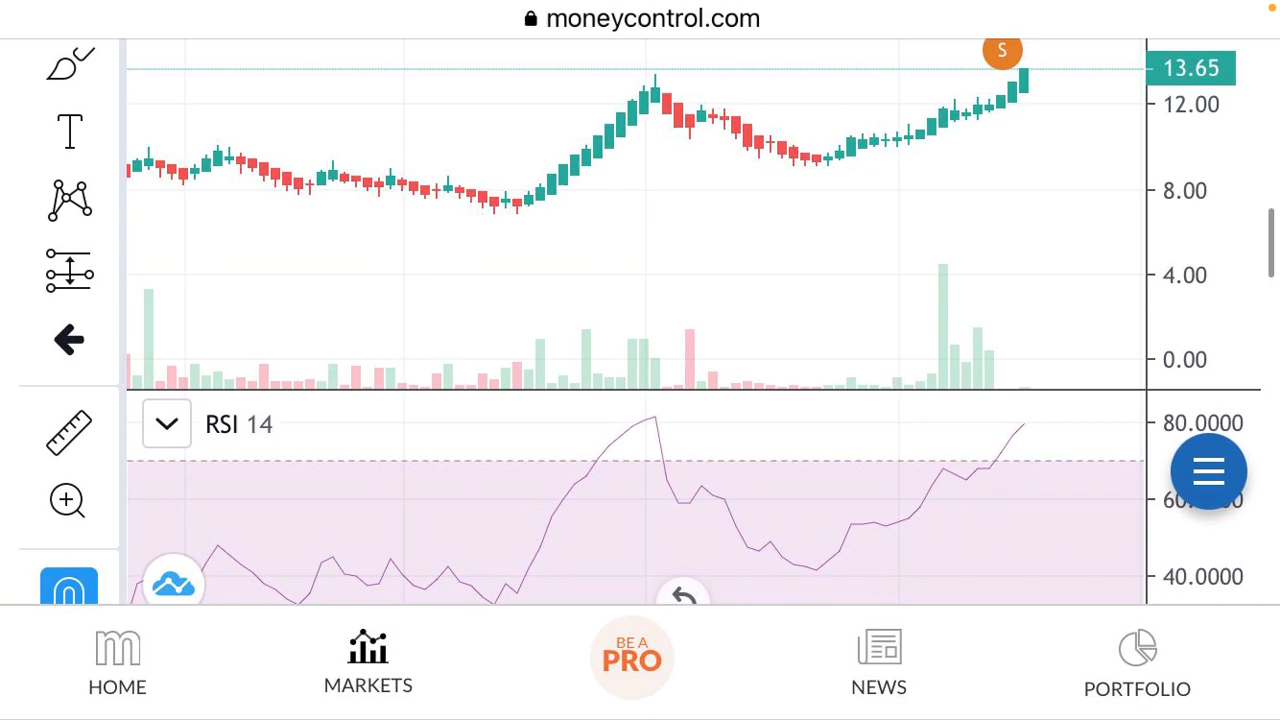 moneycontrol.com
S
13.65
12.00
8.00
4.00
0.00
RSI 14
80.0000
40.0000
T
m
BE A
PRO
HOME
MARKETS
NEWS
PORTFOLIO